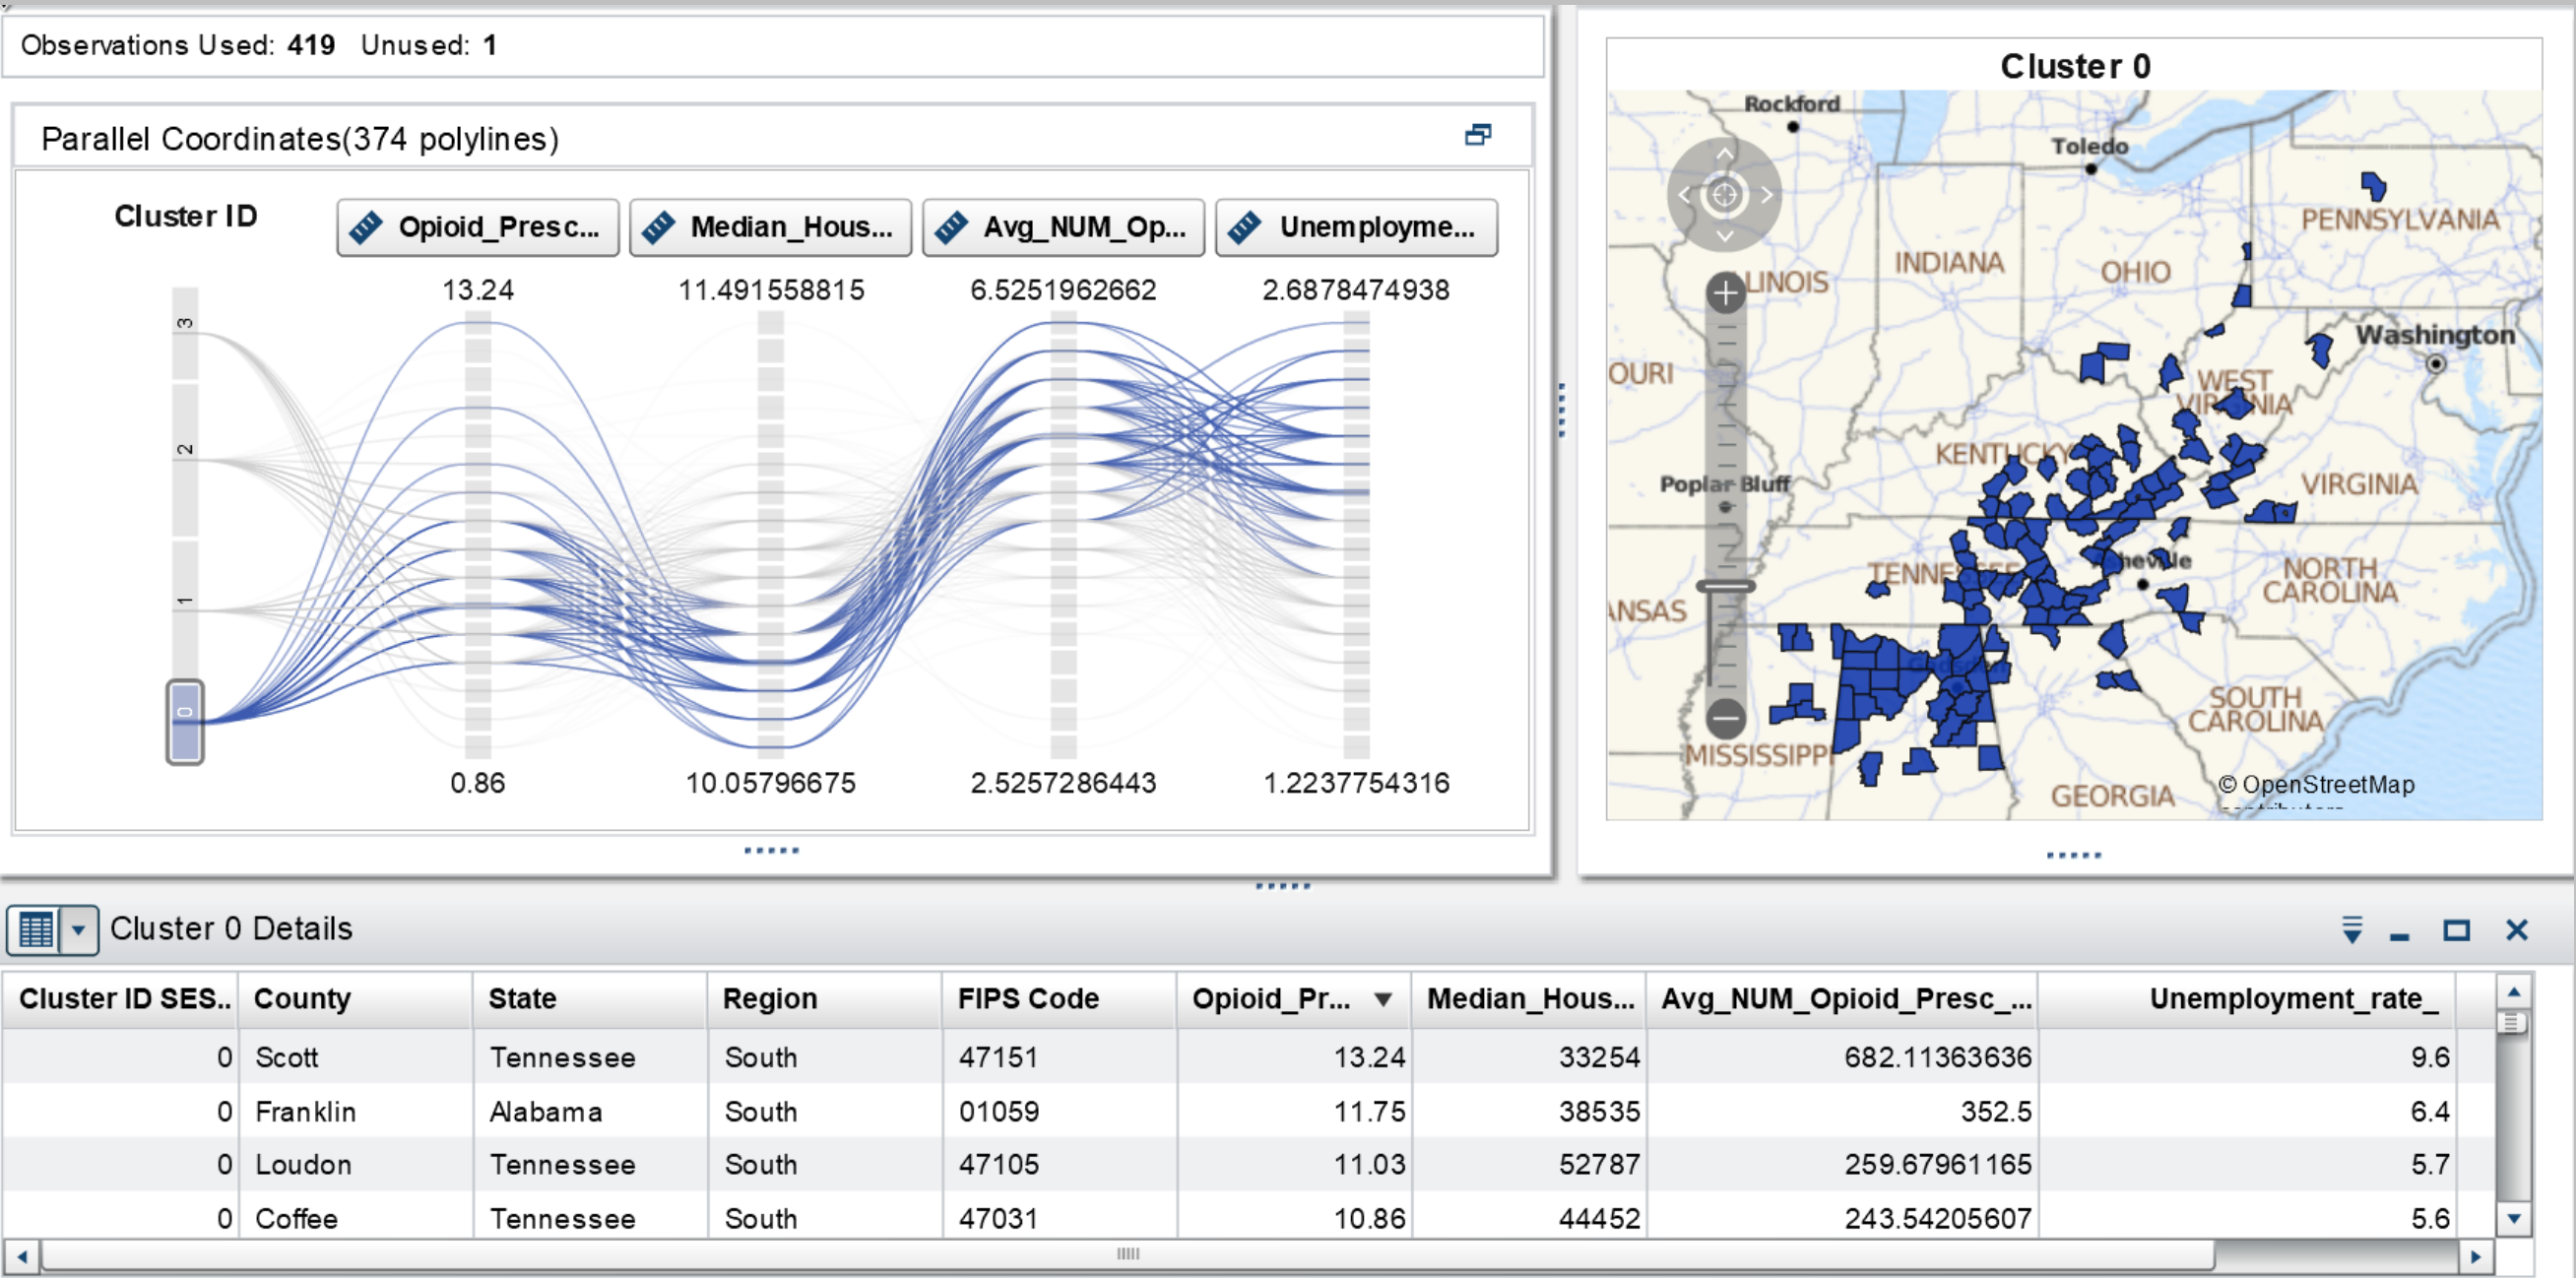 Observations Used: 419 Unused: 1
Parallel Coordinates(374 polylines)
Cluster ID
Opioid_Presc...
Median_Hous...
Avg_NUM_Op...
Unemployme...
13.24
11.491558815
6.5251962662
2.6878474938
3
2
1
0
0.86
10.05796675
2.5257286443
1.2237754316
Cluster 0
Rockford
Toledo
PENNSYLVANIA
INDIANA
OHIO
LINOIS
Washington
OURI
WEST
VIRGINIA
KENTUCKY
Poplar Bluff
VIRGINIA
TENNESSEE
heville
NORTH
CAROLINA
ANSAS
Gadsden
SOUTH
CAROLINA
MISSISSIPPI
GEORGIA
© OpenStreetMap
contributors
Cluster 0 Details
Cluster ID SES.. County State Region FIPS Code Opioid_Pr... Median_Hous... Avg_NUM_Opioid_Presc_... Unemployment_rate_
0 Scott Tennessee South 47151 13.24 33254 682.11363636 9.6
0 Franklin Alabama South 01059 11.75 38535 352.5 6.4
0 Loudon Tennessee South 47105 11.03 52787 259.67961165 5.7
0 Coffee Tennessee South 47031 10.86 44452 243.54205607 5.6